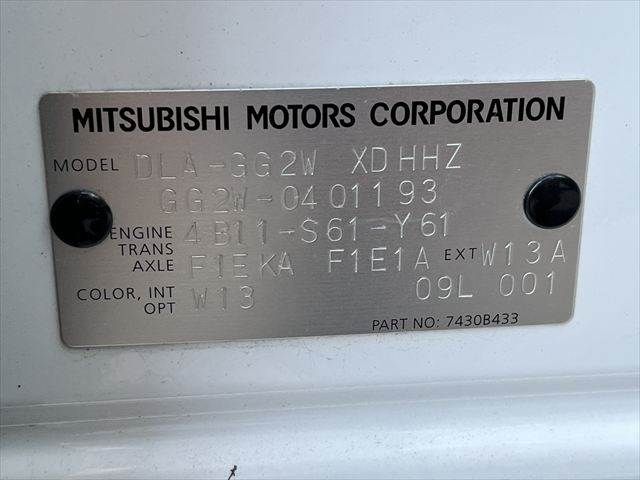 MITSUBISHI MOTORS CORPORATION
MODEL DLA-GG2W XDHHZ
GG2W-0401193
ENGINE 4B11-S61-Y61
TRANS
AXLE F1EKA F1E1A EXT W13A
COLOR, INT W13 09L 001
OPT
PART NO: 7430B433